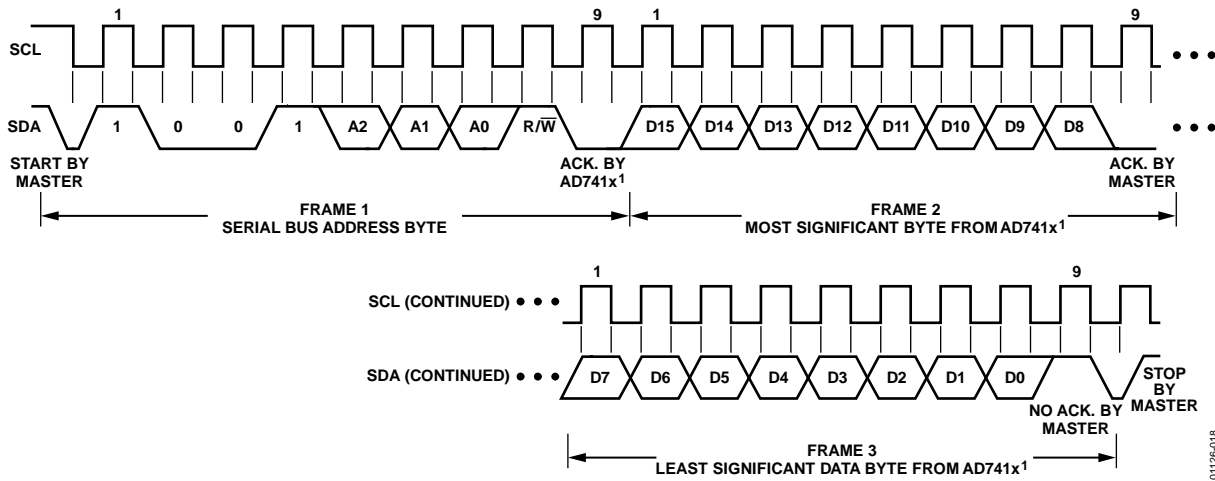 1 9 1 9
SCL
SDA 1 0 0 1 A2 A1 A0 R/W̅ D15 D14 D13 D12 D11 D10 D9 D8
START BY
MASTER
ACK. BY
AD741x¹
ACK. BY
MASTER
FRAME 1
SERIAL BUS ADDRESS BYTE
FRAME 2
MOST SIGNIFICANT BYTE FROM AD741x¹
1 9
SCL (CONTINUED)
SDA (CONTINUED) D7 D6 D5 D4 D3 D2 D1 D0
NO ACK. BY
MASTER
STOP
BY
MASTER
FRAME 3
LEAST SIGNIFICANT DATA BYTE FROM AD741x¹
01126-018